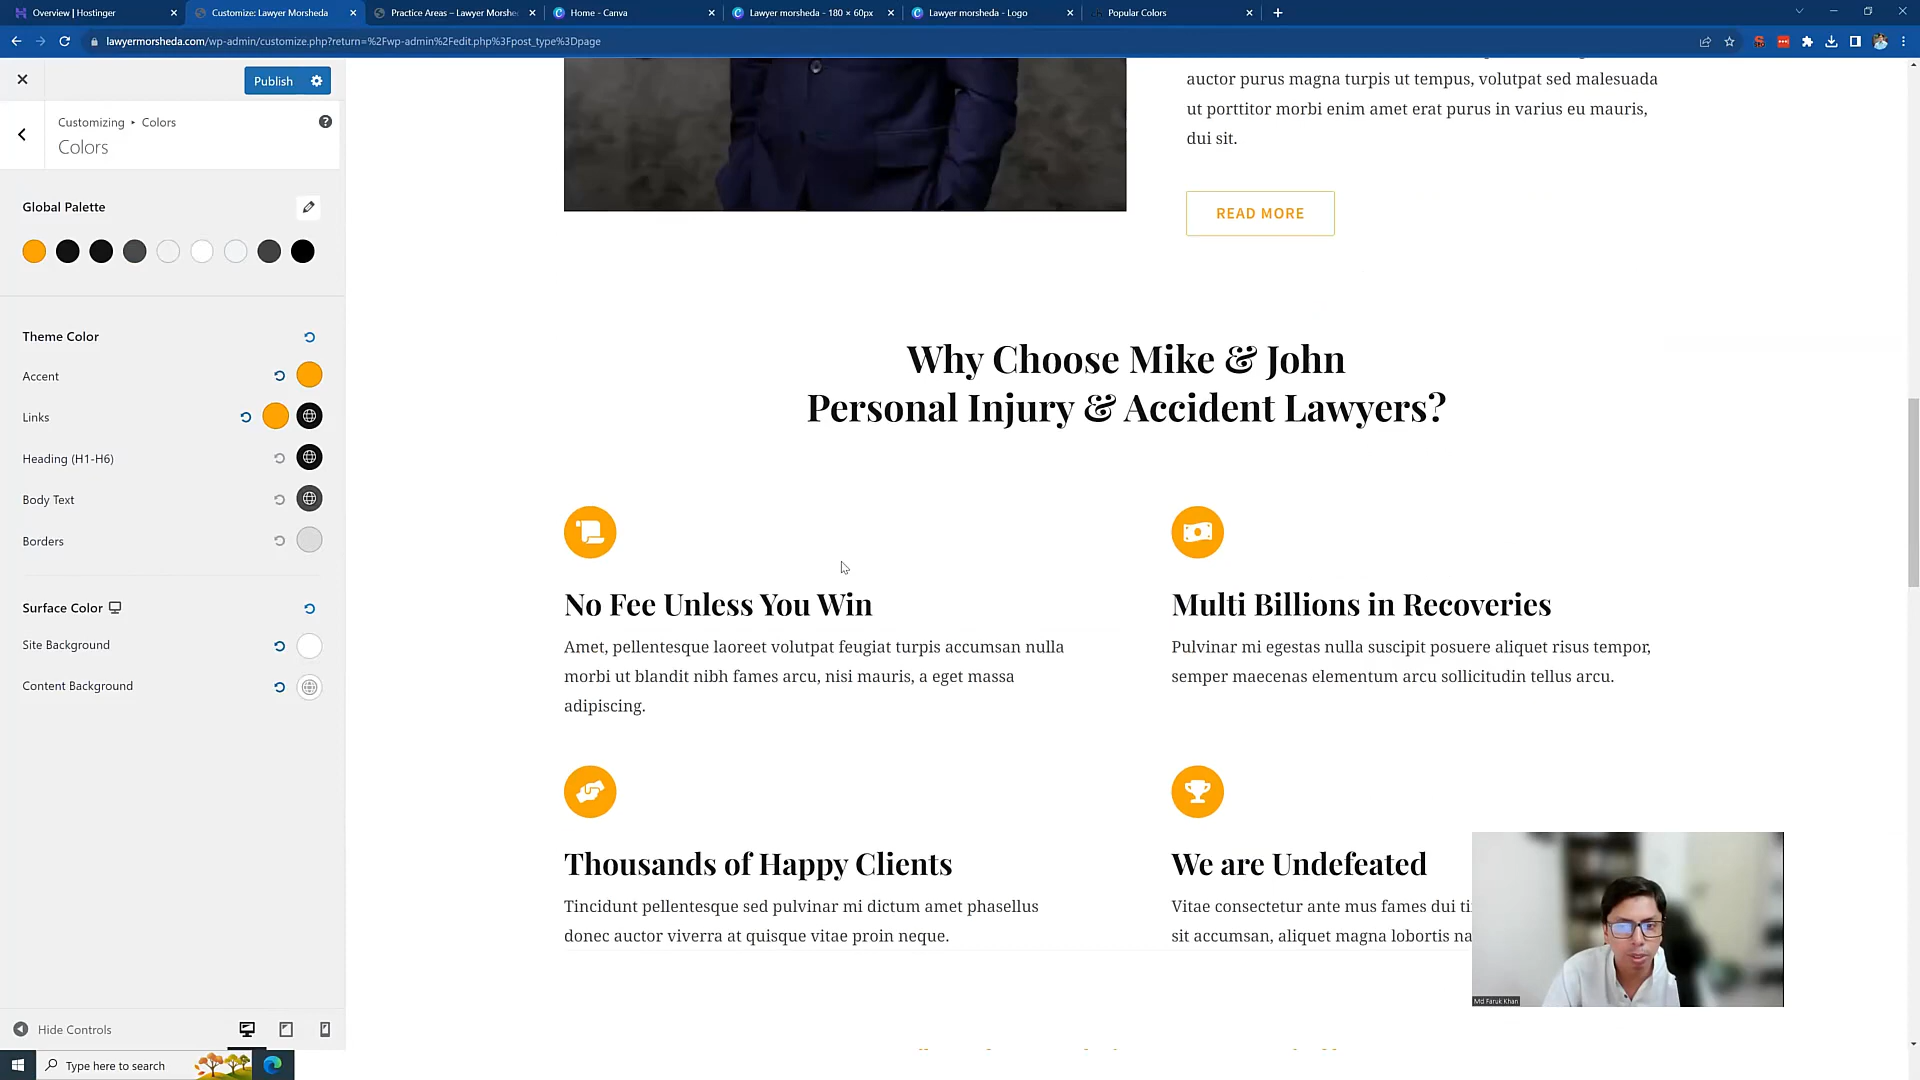 Overview | Hostinger
Customize: Lawyer Morsheda
Practice Areas – Lawyer Morshe
Home - Canva
Lawyer morsheda - 180 × 60px
Lawyer morsheda - Logo
Popular Colors
lawyermorsheda.com/wp-admin/customize.php?return=%2Fwp-admin%2Fedit.php%3Fpost_type%3Dpage
Publish
Customizing ▸ Colors
Colors
Global Palette
Theme Color
Accent
Links
Heading (H1-H6)
Body Text
Borders
Surface Color
Site Background
Content Background
Hide Controls
auctor purus magna turpis ut tempus, volutpat sed malesuada
ut porttitor morbi enim amet erat purus in varius eu mauris,
dui sit.
READ MORE
Why Choose Mike & John
Personal Injury & Accident Lawyers?
No Fee Unless You Win
Amet, pellentesque laoreet volutpat feugiat turpis accumsan nulla
morbi ut blandit nibh fames arcu, nisi mauris, a eget massa
adipiscing.
Multi Billions in Recoveries
Pulvinar mi egestas nulla suscipit posuere aliquet risus tempor,
semper maecenas elementum arcu sollicitudin tellus arcu.
Thousands of Happy Clients
Tincidunt pellentesque sed pulvinar mi dictum amet phasellus
donec auctor viverra at quisque vitae proin neque.
We are Undefeated
Vitae consectetur ante mus fames dui ti
sit accumsan, aliquet magna lobortis na
Md Faruk Khan
Type here to search